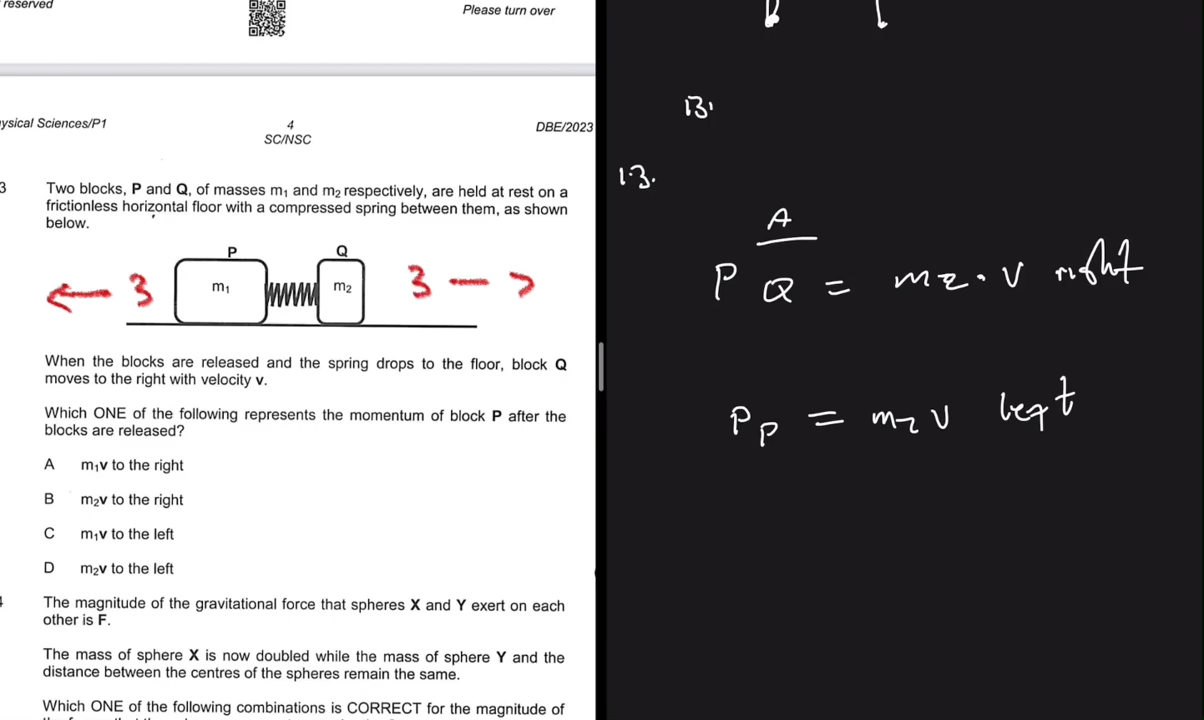 reserved
Please turn over
ysical Sciences/P1
4
SC/NSC
DBE/2023
3 Two blocks, P and Q, of masses m₁ and m₂ respectively, are held at rest on a
frictionless horizontal floor with a compressed spring between them, as shown
below.
P
Q
3
m₁
m₂
3
When the blocks are released and the spring drops to the floor, block Q
moves to the right with velocity v.
Which ONE of the following represents the momentum of block P after the
blocks are released?
A m₁v to the right
B m₂v to the right
C m₁v to the left
D m₂v to the left
The magnitude of the gravitational force that spheres X and Y exert on each
other is F.
The mass of sphere X is now doubled while the mass of sphere Y and the
distance between the centres of the spheres remain the same.
Which ONE of the following combinations is CORRECT for the magnitude of
13.
1.3.
A
P Q = m2 . v right
P P = m2 v left